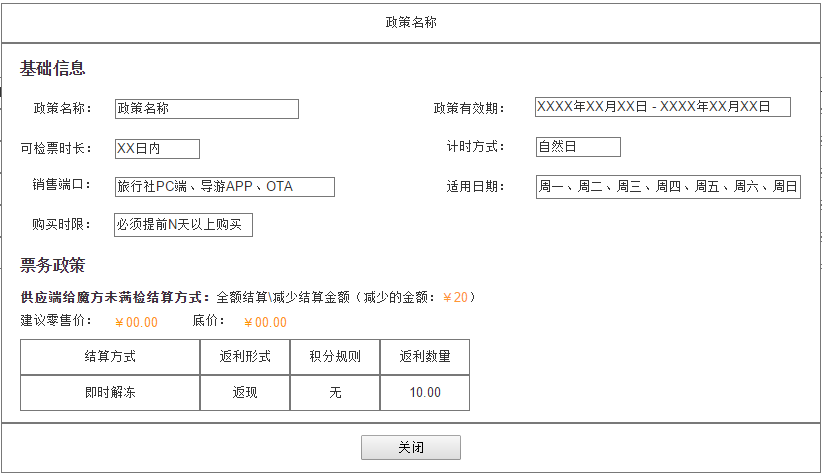 政策名称
基础信息
政策名称： 政策名称 政策有效期： XXXX年XX月XX日 - XXXX年XX月XX日
可检票时长： XX日内 计时方式： 自然日
销售端口： 旅行社PC端、导游APP、OTA 适用日期： 周一、周二、周三、周四、周五、周六、周日
购买时限： 必须提前N天以上购买
票务政策
供应端给魔方未满检结算方式：全额结算\减少结算金额（减少的金额：￥20）
建议零售价： ￥00.00 底价： ￥00.00
结算方式 返利形式 积分规则 返利数量
即时解冻 返现 无 10.00
关闭